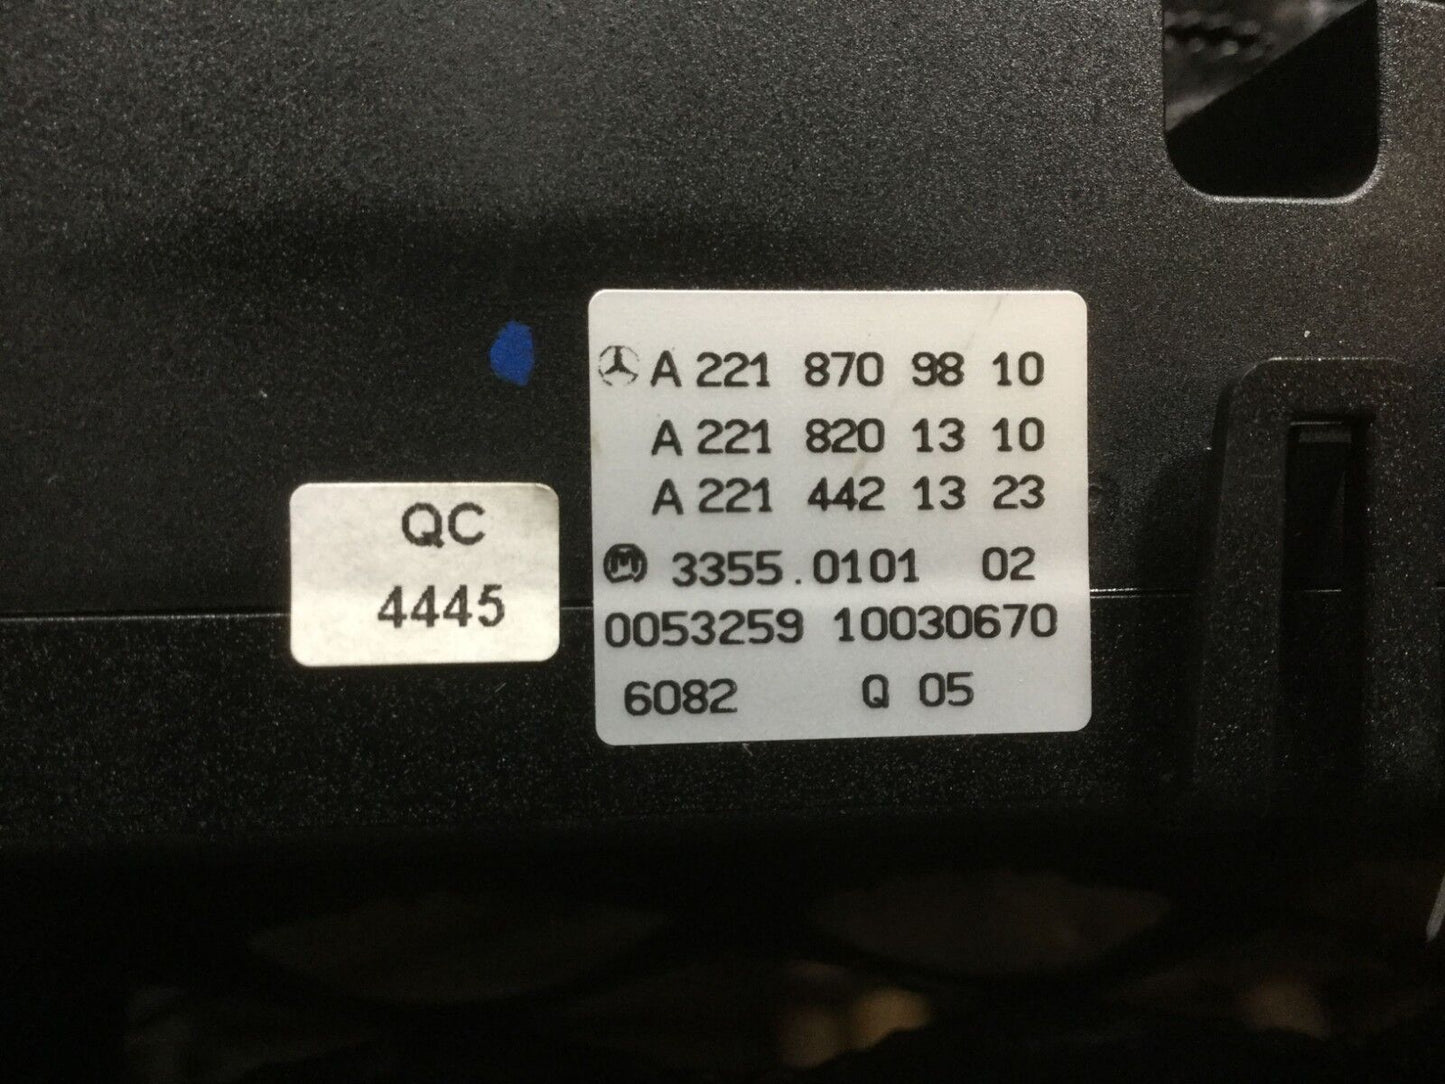 A 221 870 98 10
A 221 820 13 10
A 221 442 13 23
M 3355.0101 02
0053259 10030670
6082 Q 05
QC
4445